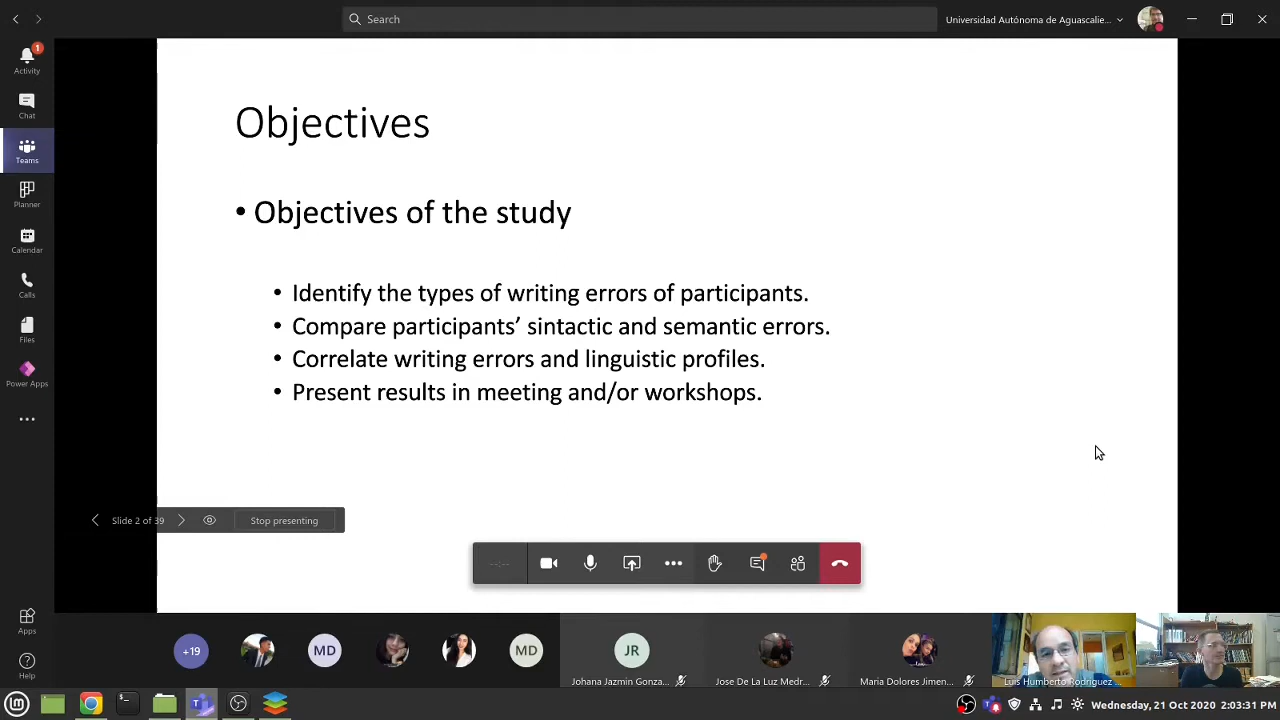 Search
Universidad Autónoma de Aguascalie...
1
Activity
Chat
Teams
Planner
Calendar
Calls
Files
Power Apps
Apps
Help
Objectives
• Objectives of the study
• Identify the types of writing errors of participants.
• Compare participants’ sintactic and semantic errors.
• Correlate writing errors and linguistic profiles.
• Present results in meeting and/or workshops.
Slide 2 of 39
Stop presenting
--:--
+19
MD
MD
JR
Johana Jazmin Gonza...
Jose De La Luz Medr...
Maria Dolores Jimen...
Luis Humberto Rodriguez
Wednesday, 21 Oct 2020
2:03:31 PM